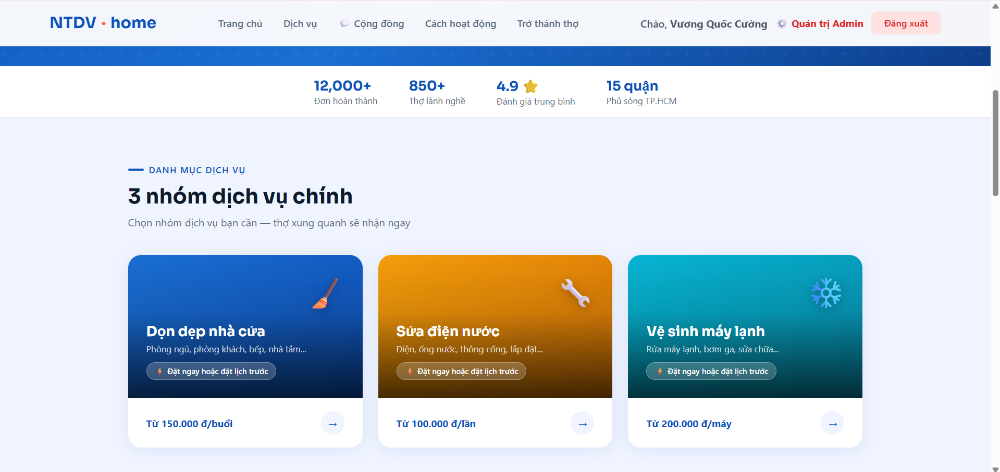 NTDV • home
Trang chủ
Dịch vụ
💬 Cộng đồng
Cách hoạt động
Trở thành thợ
Chào, Vương Quốc Cường
⚙️ Quản trị Admin
Đăng xuất
12,000+
Đơn hoàn thành
850+
Thợ lành nghề
4.9 ⭐
Đánh giá trung bình
15 quận
Phủ sóng TP.HCM
DANH MỤC DỊCH VỤ
3 nhóm dịch vụ chính
Chọn nhóm dịch vụ bạn cần — thợ xung quanh sẽ nhận ngay
Dọn dẹp nhà cửa
Phòng ngủ, phòng khách, bếp, nhà tắm...
⚡ Đặt ngay hoặc đặt lịch trước
Từ 150.000 đ/buổi
→
Sửa điện nước
Điện, ống nước, thông cống, lắp đặt...
⚡ Đặt ngay hoặc đặt lịch trước
Từ 100.000 đ/lần
→
Vệ sinh máy lạnh
Rửa máy lạnh, bơm ga, sửa chữa...
⚡ Đặt ngay hoặc đặt lịch trước
Từ 200.000 đ/máy
→